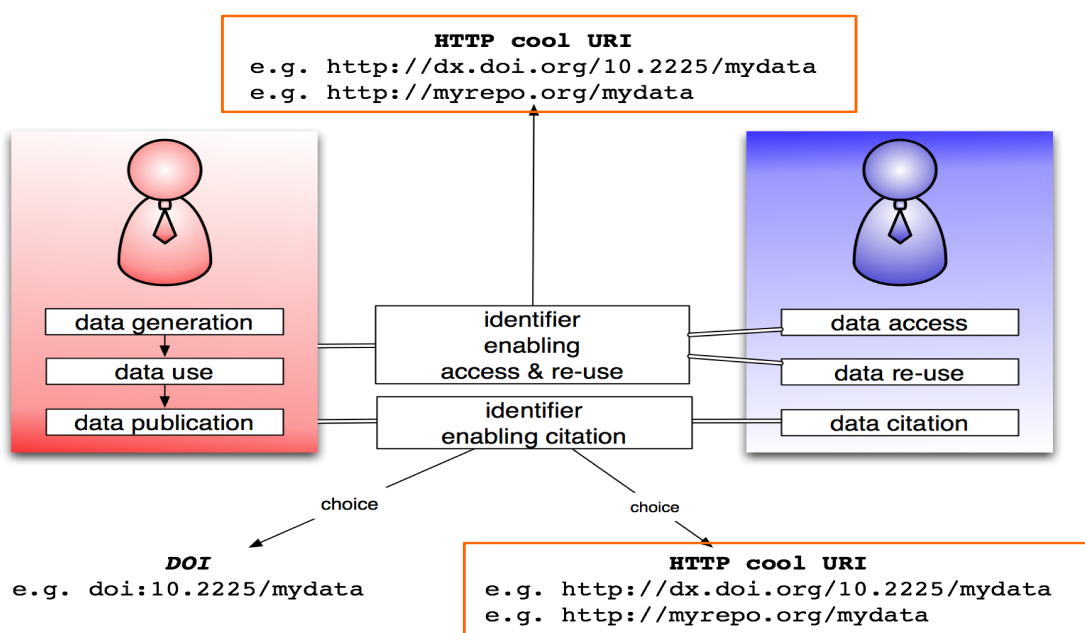 HTTP cool URI
e.g. http://dx.doi.org/10.2225/mydata
e.g. http://myrepo.org/mydata
data generation
data use
data publication
identifier
enabling
access & re-use
identifier
enabling citation
data access
data re-use
data citation
choice
choice
DOI
e.g. doi:10.2225/mydata
HTTP cool URI
e.g. http://dx.doi.org/10.2225/mydata
e.g. http://myrepo.org/mydata